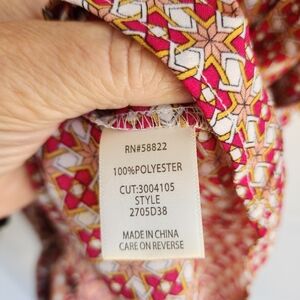 RN#58822
100%POLYESTER
CUT:3004105
STYLE
2705D38
MADE IN CHINA
CARE ON REVERSE